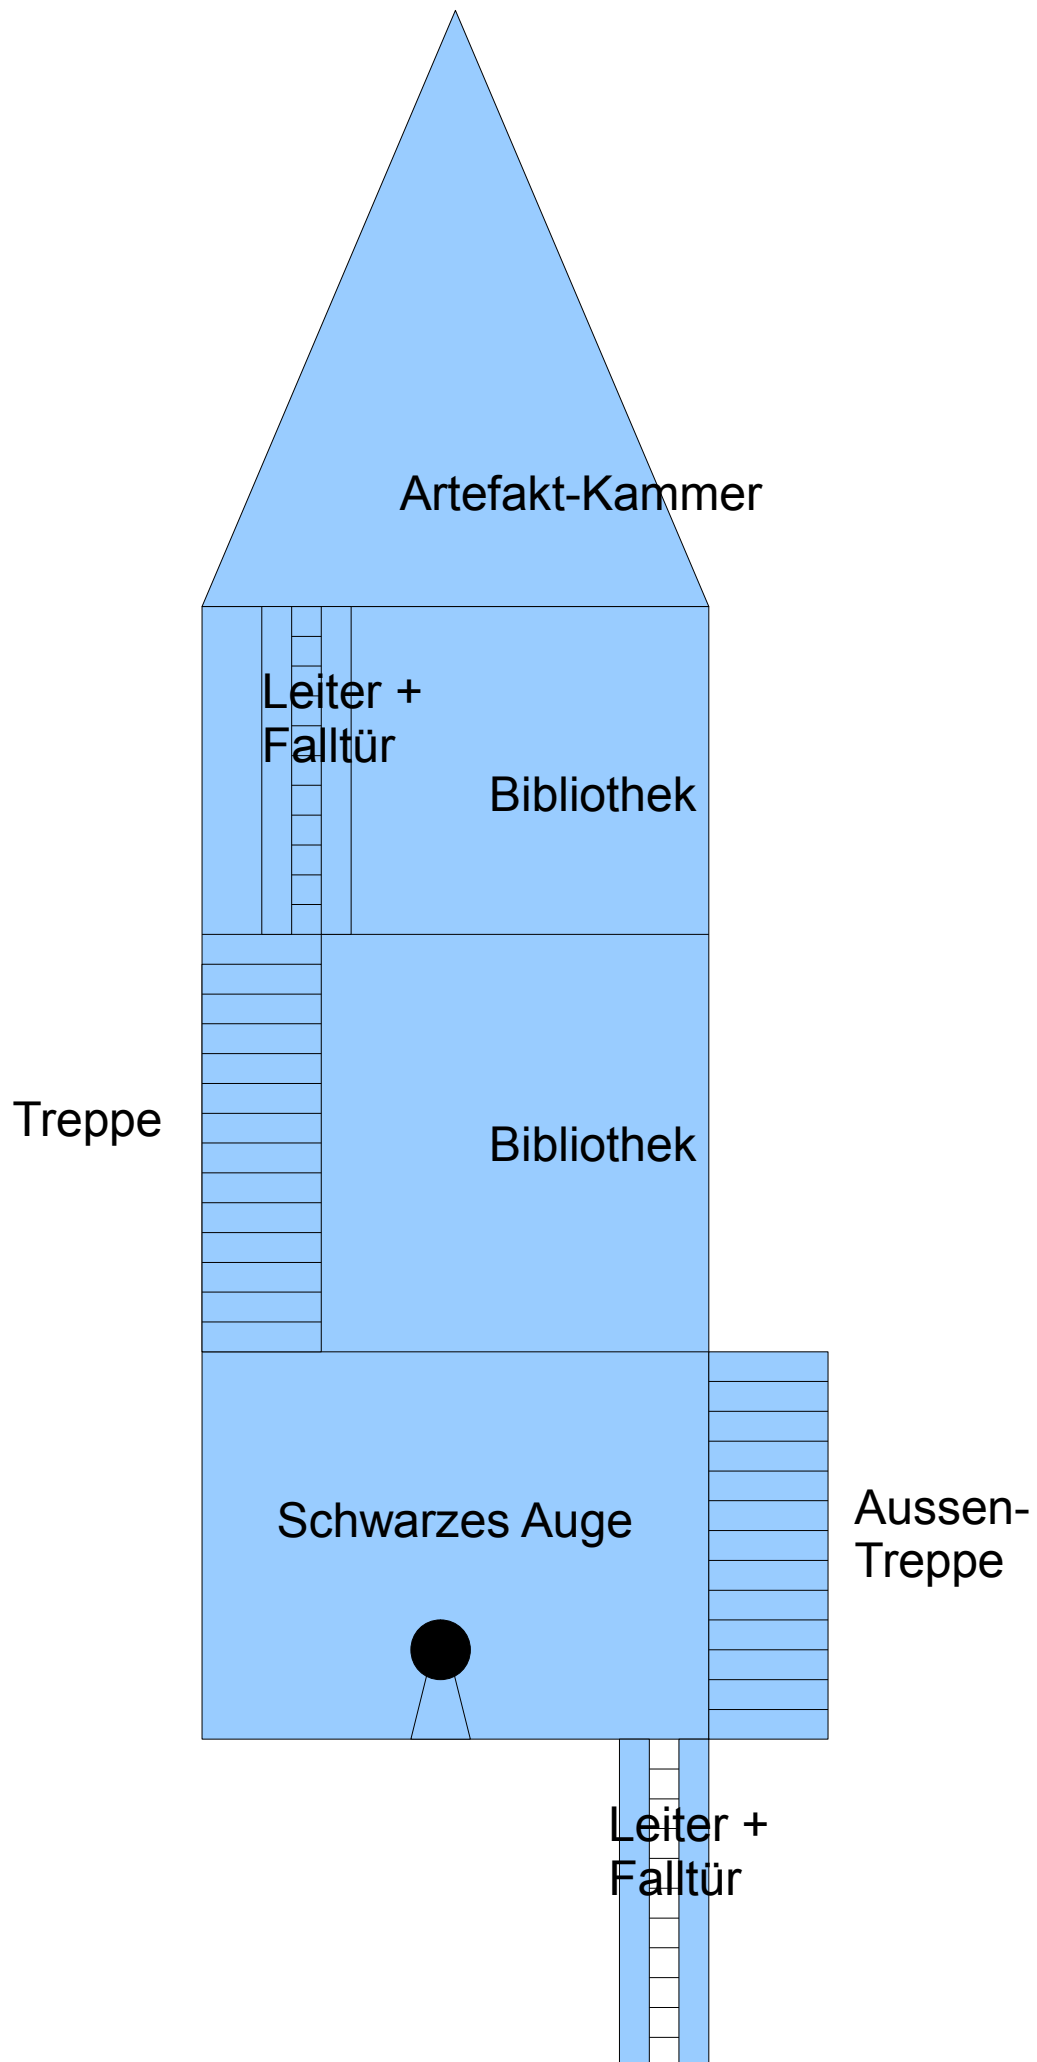 Artefakt-Kammer
Leiter +
Falltür
Bibliothek
Treppe
Bibliothek
Schwarzes Auge
Aussen-
Treppe
Leiter +
Falltür